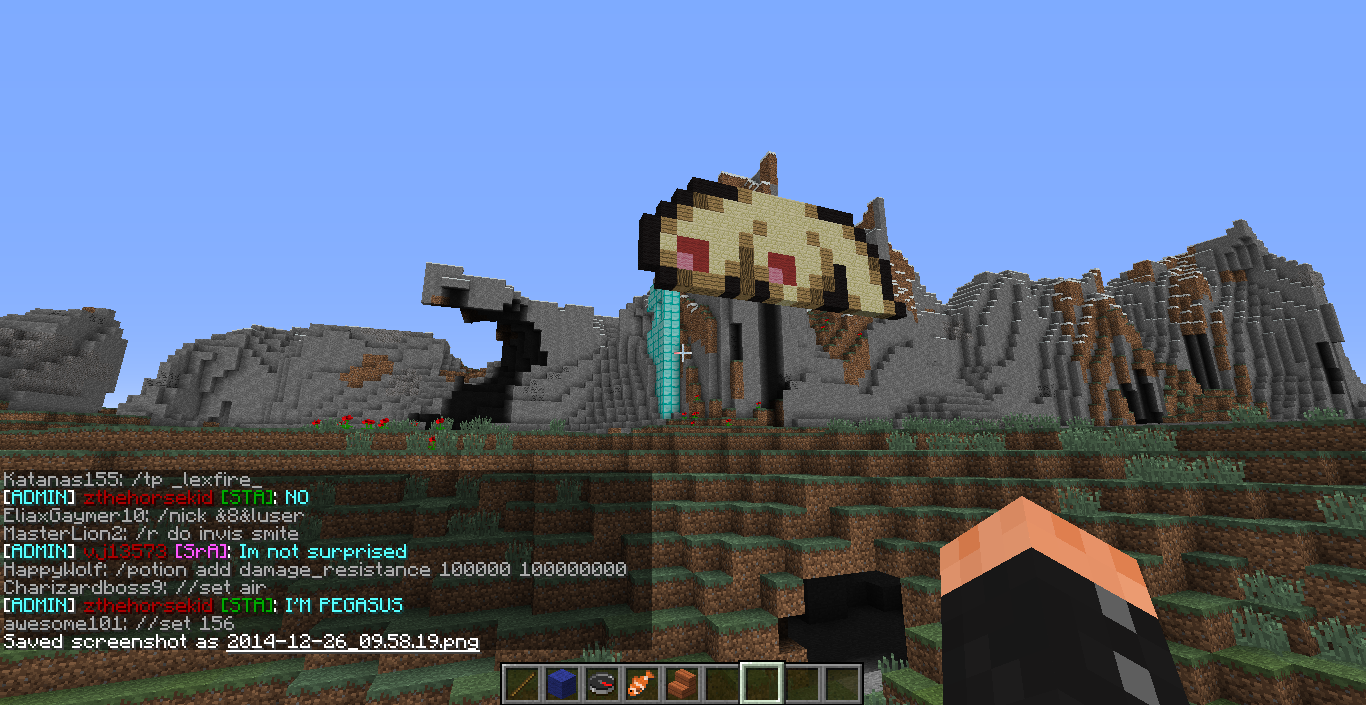 Katanas155: /tp _lexfire_
[ADMIN] zthehorsekid [STA]: NO
EliaxGaymer10: /nick &8&luser
MasterLion2: /r do invis smite
[ADMIN] vj13573 [SrA]: Im not surprised
HappyWolf: /potion add damage_resistance 100000 100000000
Charizardboss9: //set air
[ADMIN] zthehorsekid [STA]: I'M PEGASUS
awesome101: //set 156
Saved screenshot as 2014-12-26_09.58.19.png